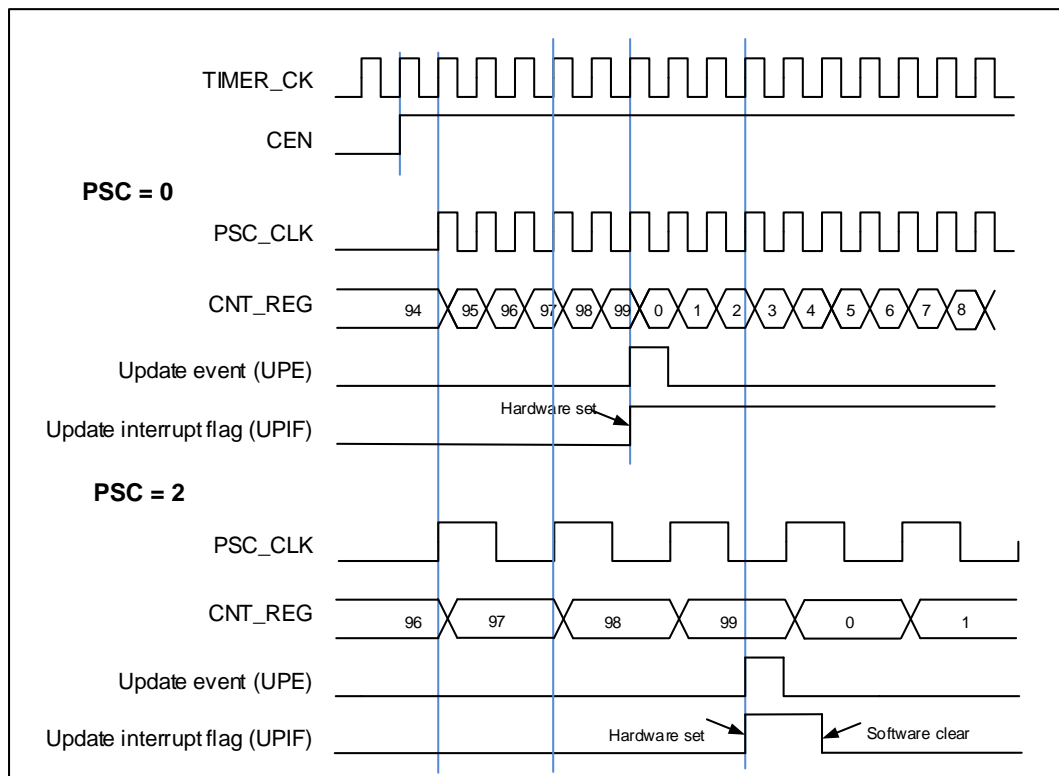 TIMER_CK
CEN
PSC = 0
PSC_CLK
CNT_REG 94 95 96 97 98 99 0 1 2 3 4 5 6 7 8
Update event (UPE)
Hardware set
Update interrupt flag (UPIF)
PSC = 2
PSC_CLK
CNT_REG 96 97 98 99 0 1
Update event (UPE)
Update interrupt flag (UPIF) Hardware set Software clear